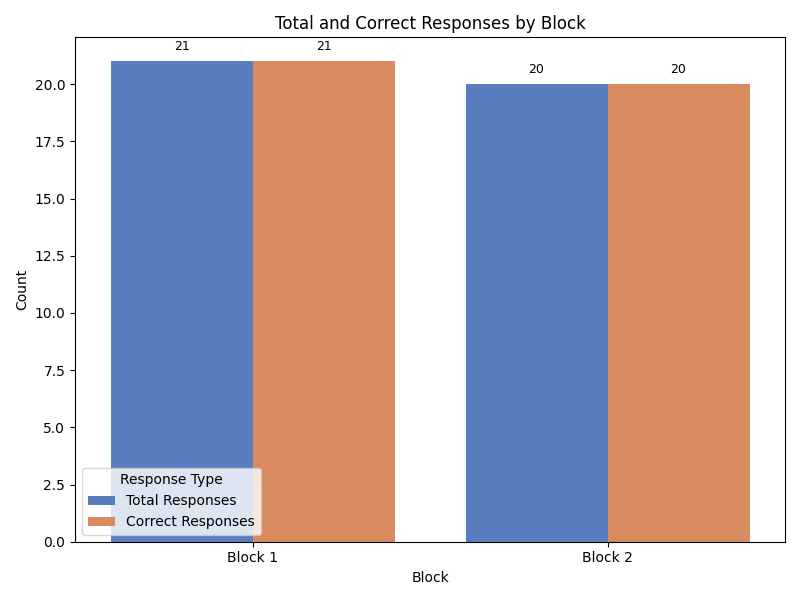 Total and Correct Responses by Block
21
21
20
20
20.0
17.5
15.0
12.5
10.0
7.5
5.0
2.5
0.0
Count
Response Type
Total Responses
Correct Responses
Block 1
Block 2
Block